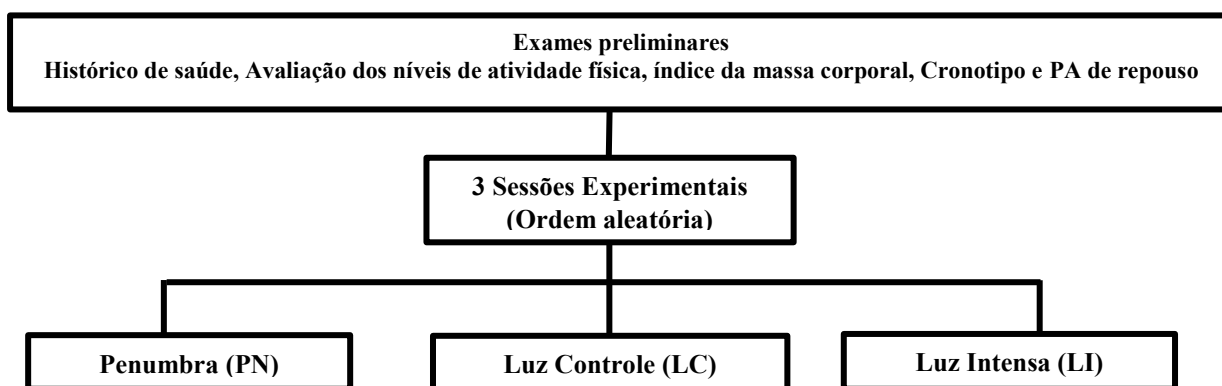 Exames preliminares
Histórico de saúde, Avaliação dos níveis de atividade física, índice da massa corporal, Cronotipo e PA de repouso
3 Sessões Experimentais
(Ordem aleatória)
Penumbra (PN)
Luz Controle (LC)
Luz Intensa (LI)